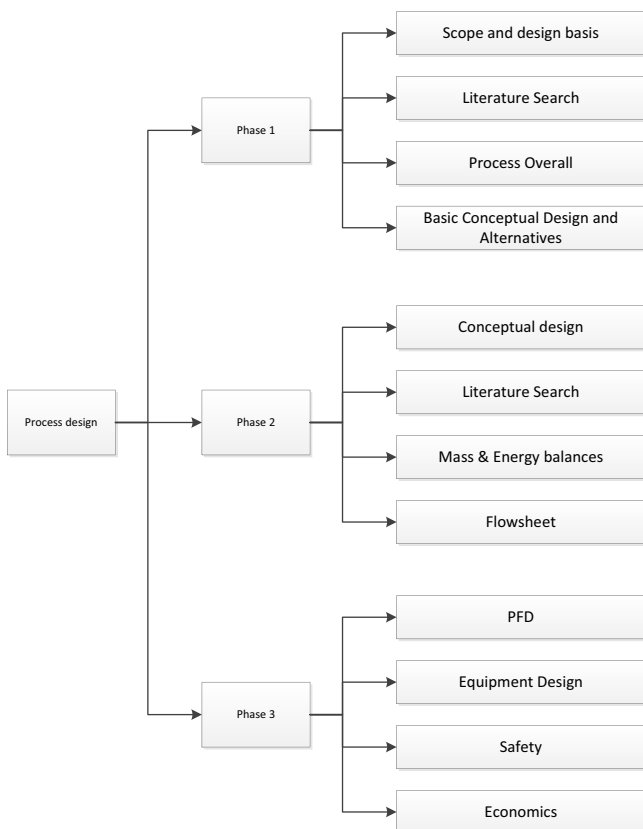 Process design
Phase 1
Scope and design basis
Literature Search
Process Overall
Basic Conceptual Design and
Alternatives
Phase 2
Conceptual design
Literature Search
Mass & Energy balances
Flowsheet
Phase 3
PFD
Equipment Design
Safety
Economics